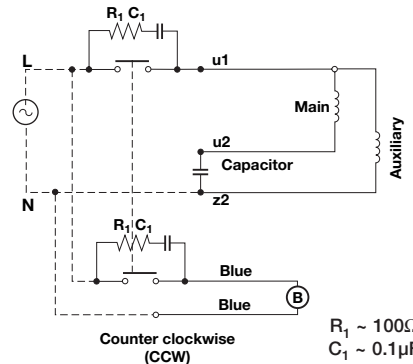 R₁ C₁
L
u1
Main
Auxiliary
u2
Capacitor
N
z2
R₁ C₁
Blue
B
Blue
Counter clockwise
(CCW)
R₁ ~ 100Ω
C₁ ~ 0.1µF